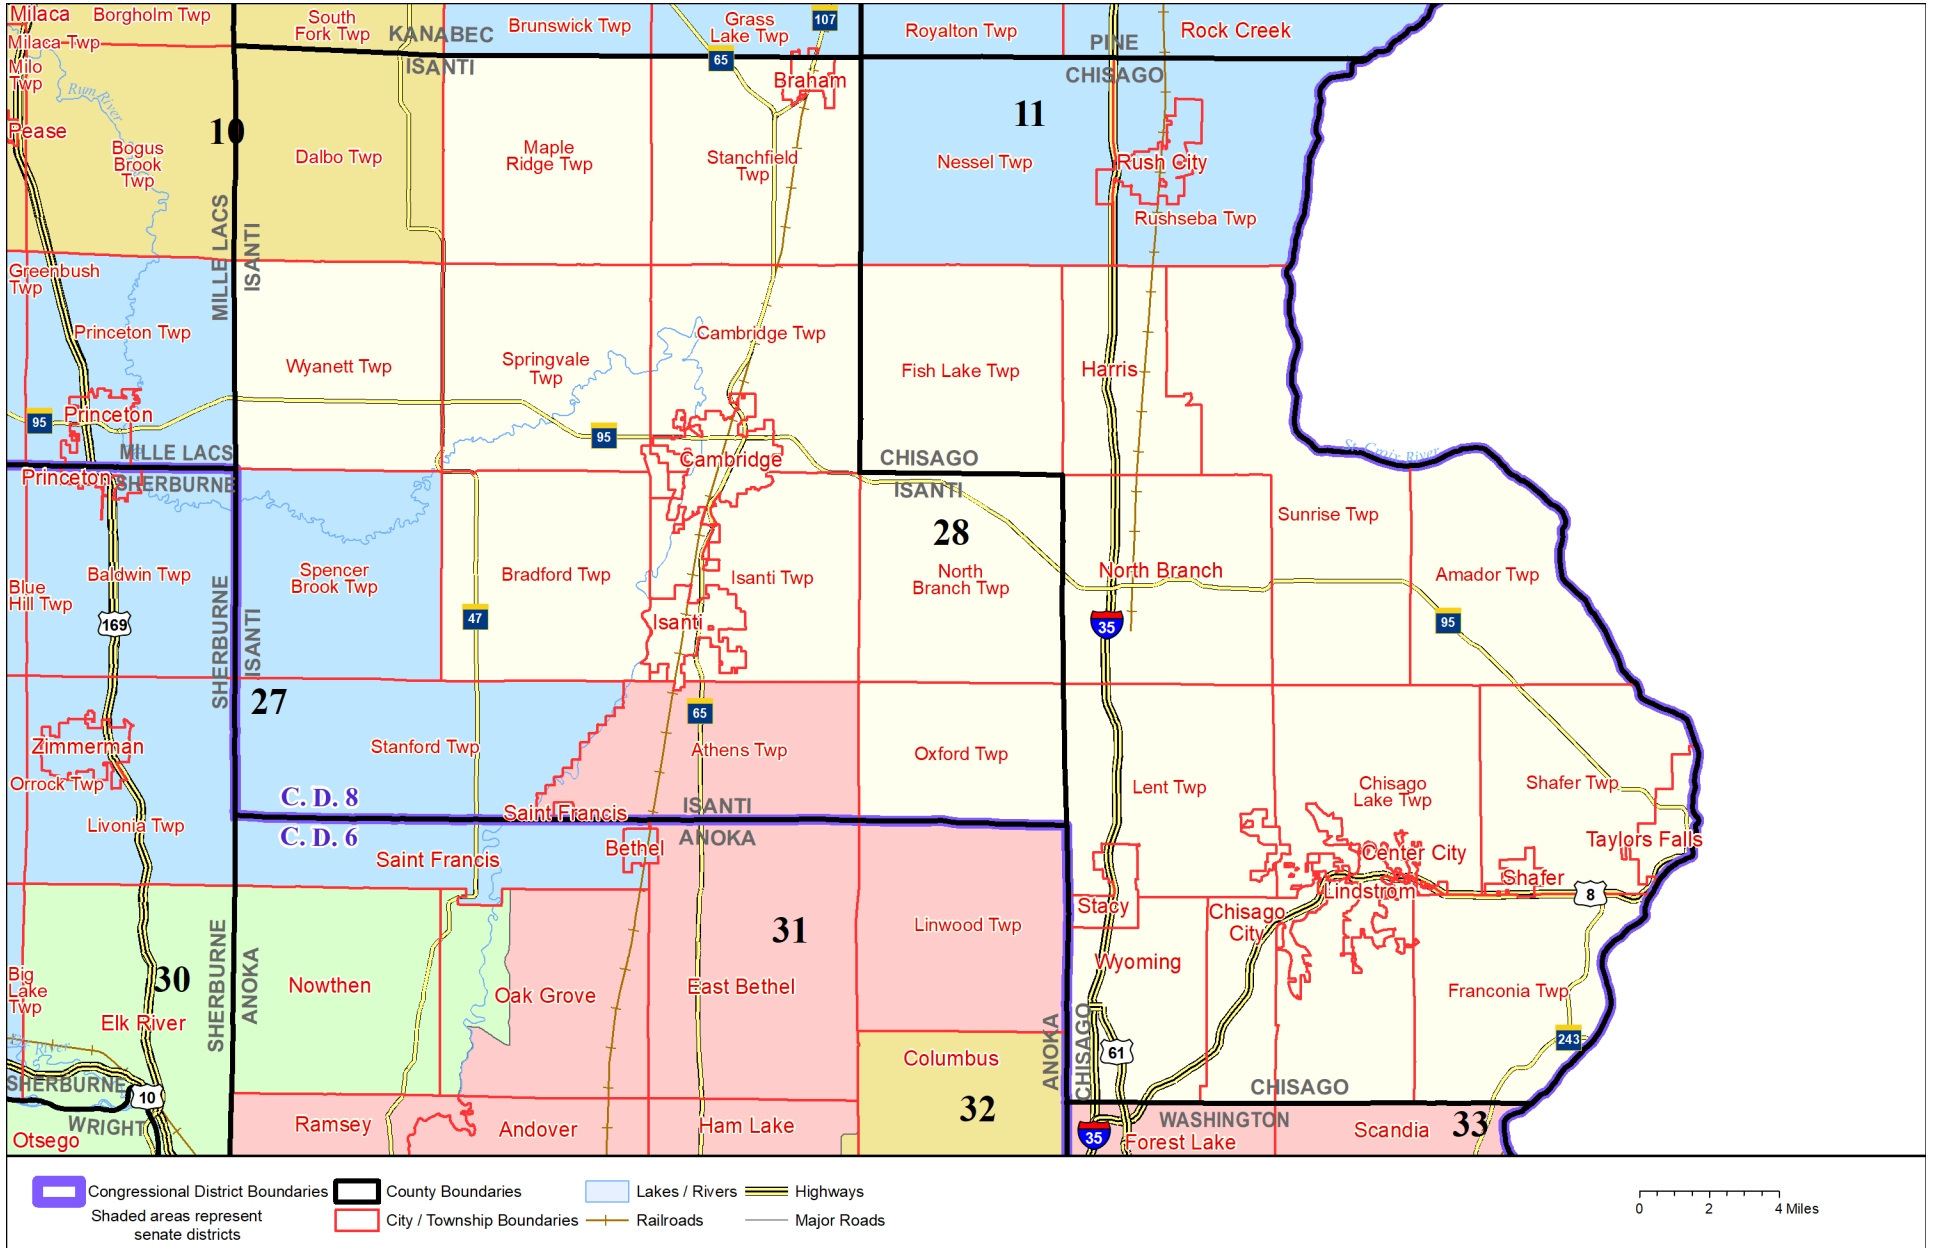 Milaca
Borgholm Twp
South
Fork Twp
KANABEC
Brunswick Twp
Grass
Lake Twp
107
Royalton Twp
PINE
Rock Creek
Milaca Twp
Milo
Twp
ISANTI
65
Braham
CHISAGO
Rum River
Pease
10
Bogus
Brook
Twp
Dalbo Twp
Maple
Ridge Twp
Stanchfield
Twp
11
Nessel Twp
Rush City
Rushseba Twp
MILLE LACS
ISANTI
Greenbush
Twp
Princeton Twp
Wyanett Twp
Springvale
Twp
Cambridge Twp
Fish Lake Twp
Harris
95
Princeton
95
MILLE LACS
Cambridge
CHISAGO
St. Croix River
Princeton
SHERBURNE
ISANTI
28
Sunrise Twp
Blue
Hill Twp
Baldwin Twp
Spencer
Brook Twp
Bradford Twp
Isanti Twp
North
Branch Twp
North Branch
Amador Twp
169
SHERBURNE
ISANTI
47
Isanti
35
95
27
65
Zimmerman
Stanford Twp
Athens Twp
Oxford Twp
Orrock Twp
Lent Twp
Chisago
Lake Twp
Shafer Twp
C. D. 8
Saint Francis
ISANTI
Livonia Twp
C. D. 6
ANOKA
Taylors Falls
Saint Francis
Bethel
Center City
Shafer
Lindstrom
8
Stacy
Chisago
City
31
Linwood Twp
SHERBURNE
ANOKA
Big
Lake
Twp
30
Nowthen
Oak Grove
East Bethel
Wyoming
Franconia Twp
Elk River
Elk River
ANOKA
CHISAGO
61
243
Columbus
SHERBURNE
10
CHISAGO
32
WRIGHT
Otsego
Ramsey
Andover
Ham Lake
35
WASHINGTON
Forest Lake
Scandia
33
Congressional District Boundaries
County Boundaries
Lakes / Rivers
Highways
Shaded areas represent
senate districts
City / Township Boundaries
Railroads
Major Roads
0 2 4 Miles